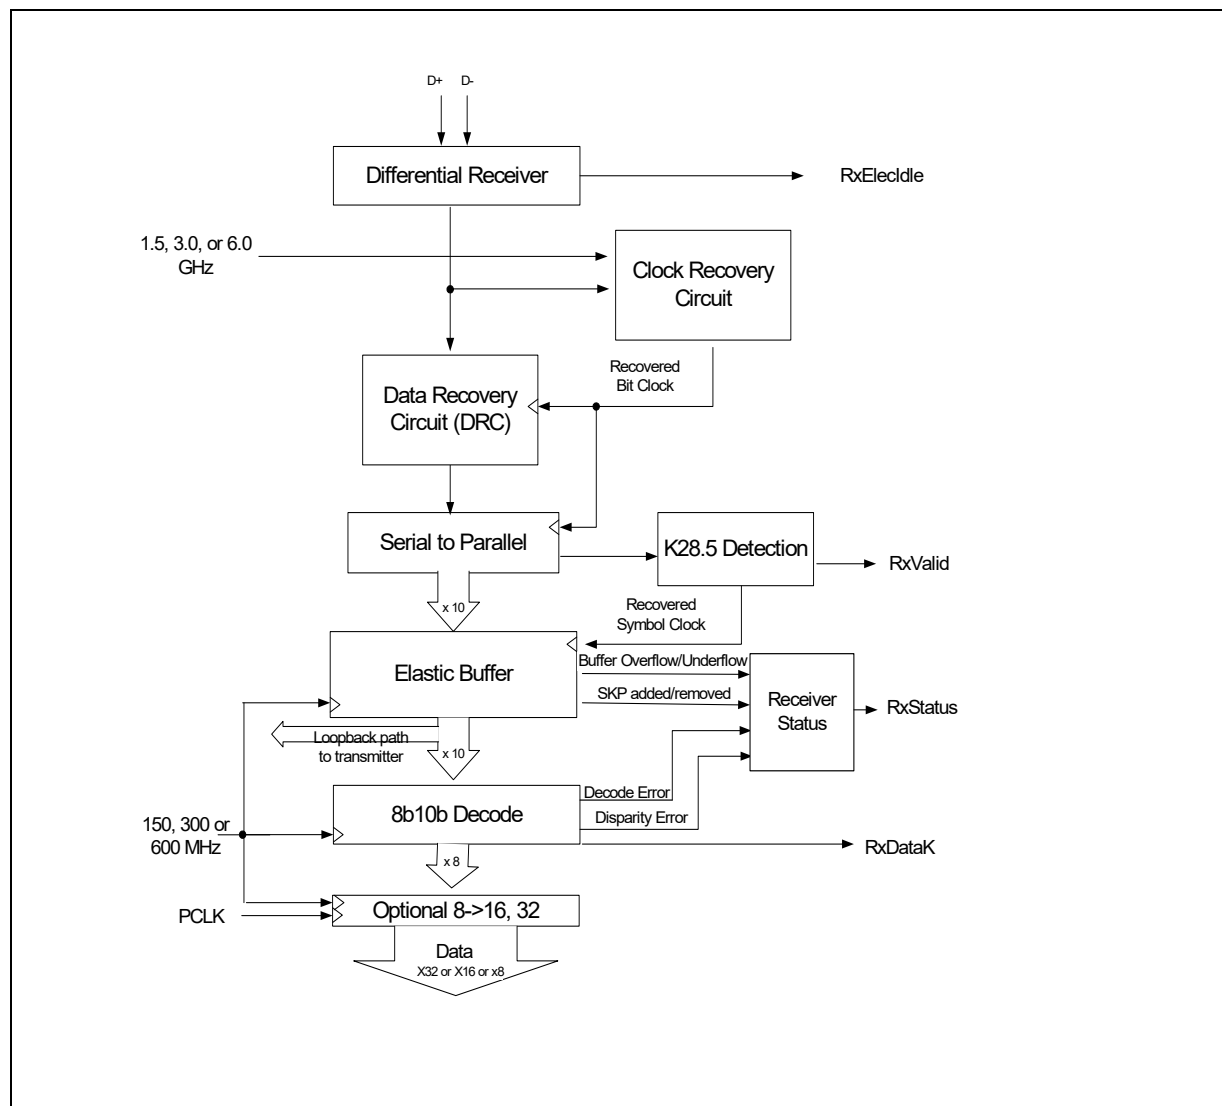 D+ D-
Differential Receiver
RxElecIdle
1.5, 3.0, or 6.0
GHz
Clock Recovery
Circuit
Recovered
Bit Clock
Data Recovery
Circuit (DRC)
Serial to Parallel
K28.5 Detection
RxValid
x 10
Recovered
Symbol Clock
Elastic Buffer
Buffer Overflow/Underflow
SKP added/removed
Receiver
Status
RxStatus
Loopback path
to transmitter
x 10
Decode Error
8b10b Decode
Disparity Error
150, 300 or
600 MHz
RxDataK
x 8
PCLK
Optional 8->16, 32
Data
X32 or X16 or x8